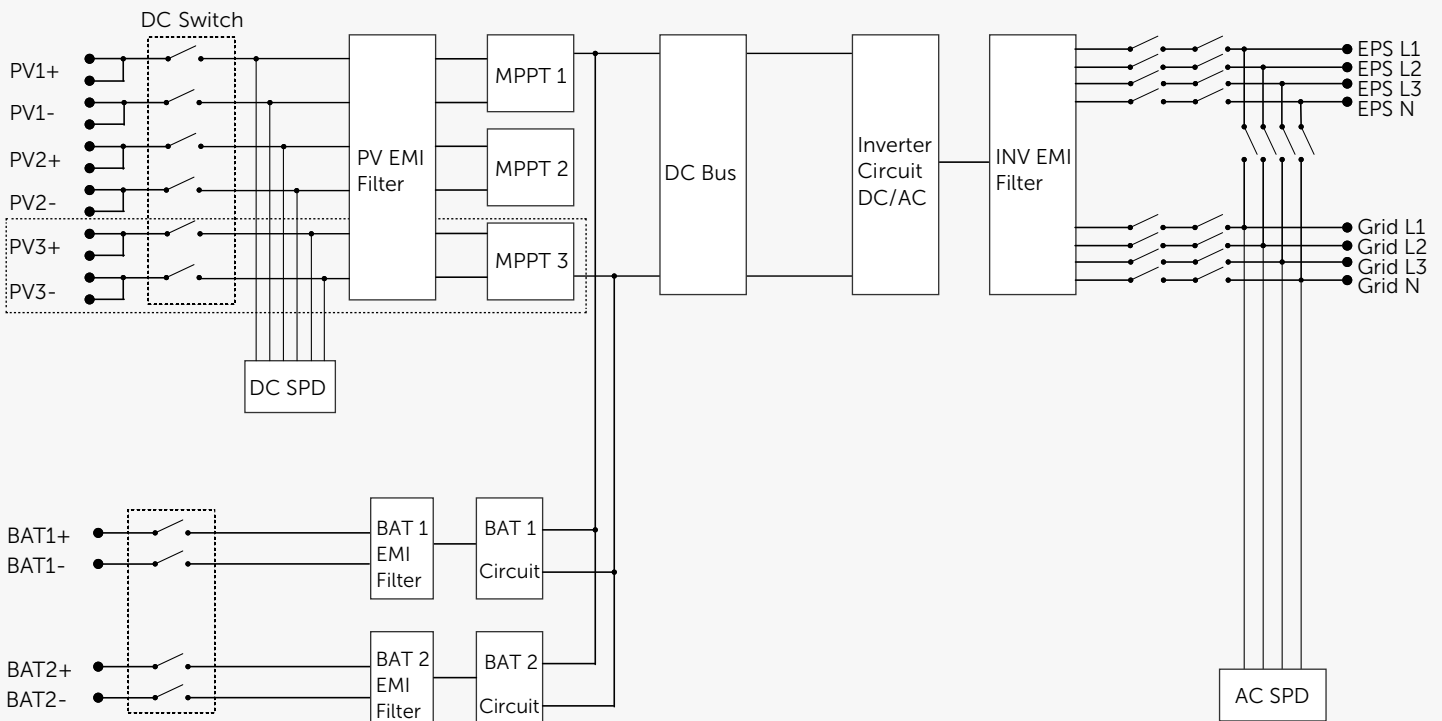 DC Switch
PV1+
PV1-
PV2+
PV2-
PV3+
PV3-
PV EMI
Filter
MPPT 1
MPPT 2
MPPT 3
DC Bus
Inverter
Circuit
DC/AC
INV EMI
Filter
EPS L1
EPS L2
EPS L3
EPS N
Grid L1
Grid L2
Grid L3
Grid N
DC SPD
BAT1+
BAT1-
BAT 1
EMI
Filter
BAT 1
Circuit
BAT2+
BAT2-
BAT 2
EMI
Filter
BAT 2
Circuit
AC SPD